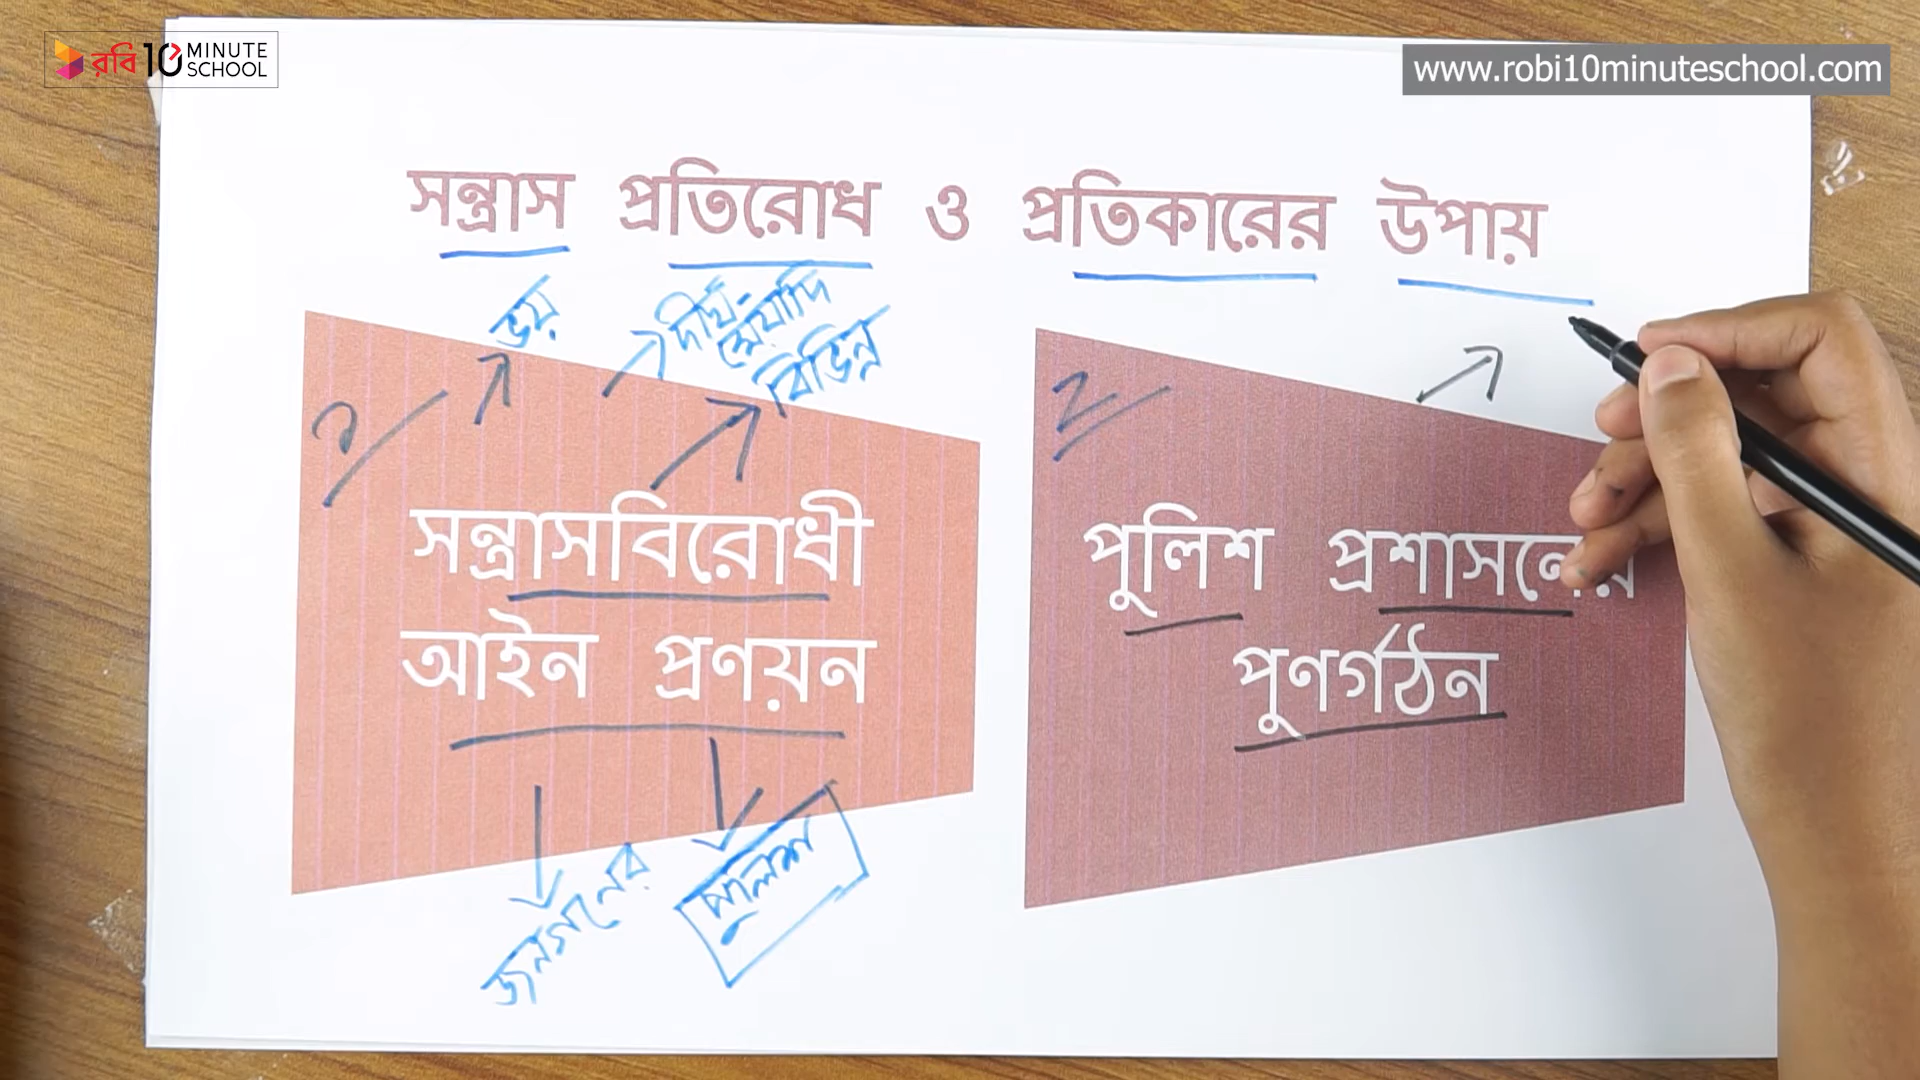 রবি 10 MINUTE SCHOOL
www.robi10minuteschool.com
সন্ত্রাস প্রতিরোধ ও প্রতিকারের উপায়
ভয়
দীর্ঘ-
মেয়াদি
বিভিন্ন
১
সন্ত্রাসবিরোধী
আইন প্রণয়ন
জনগনের
পুলিশ
২
পুলিশ প্রশাসনের
পুণর্গঠন